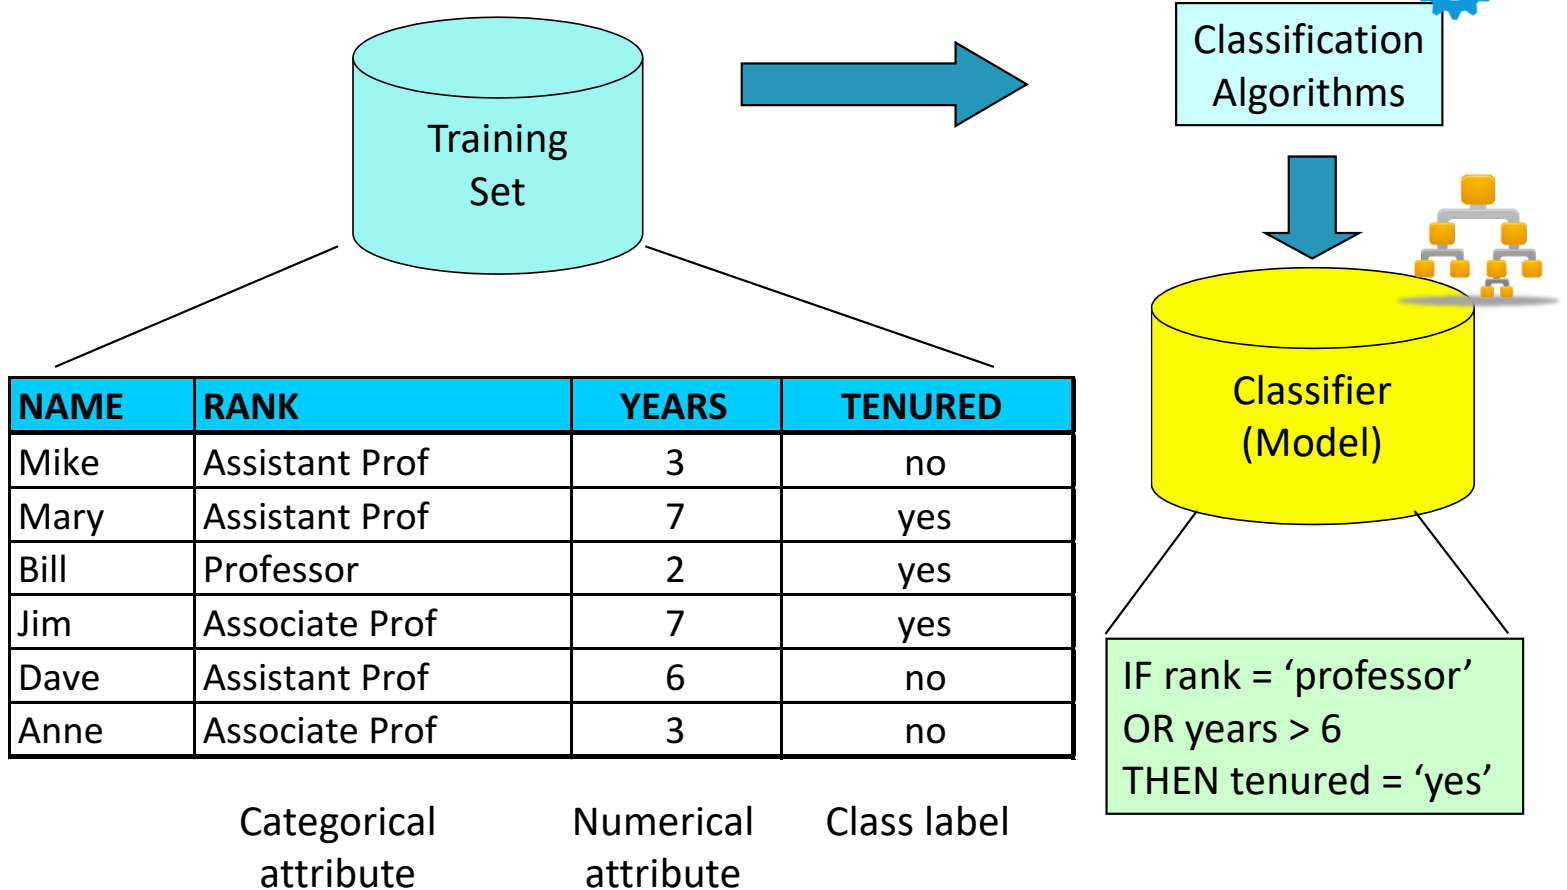 Training
Set
Classification
Algorithms
NAME RANK YEARS TENURED
Mike Assistant Prof 3 no
Mary Assistant Prof 7 yes
Bill Professor 2 yes
Jim Associate Prof 7 yes
Dave Assistant Prof 6 no
Anne Associate Prof 3 no
Categorical
attribute
Numerical
attribute
Class label
Classifier
(Model)
IF rank = ‘professor’
OR years > 6
THEN tenured = ‘yes’